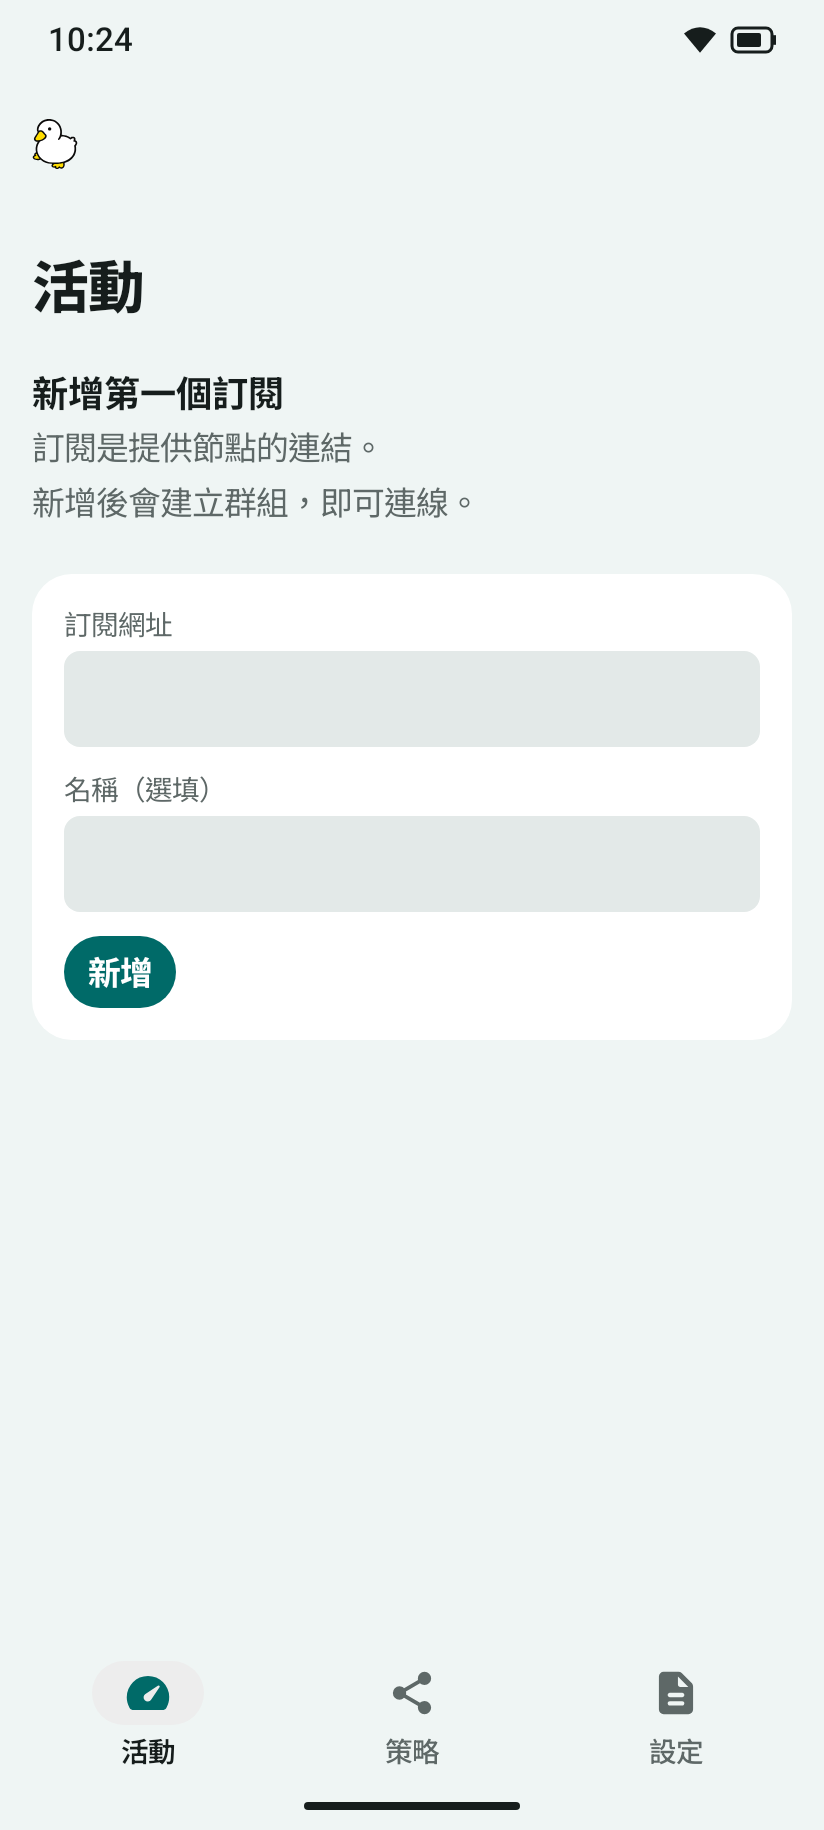 10:24
活動
新增第一個訂閱
訂閱是提供節點的連結。
新增後會建立群組，即可連線。
訂閱網址
名稱（選填）
新增
活動
策略
設定